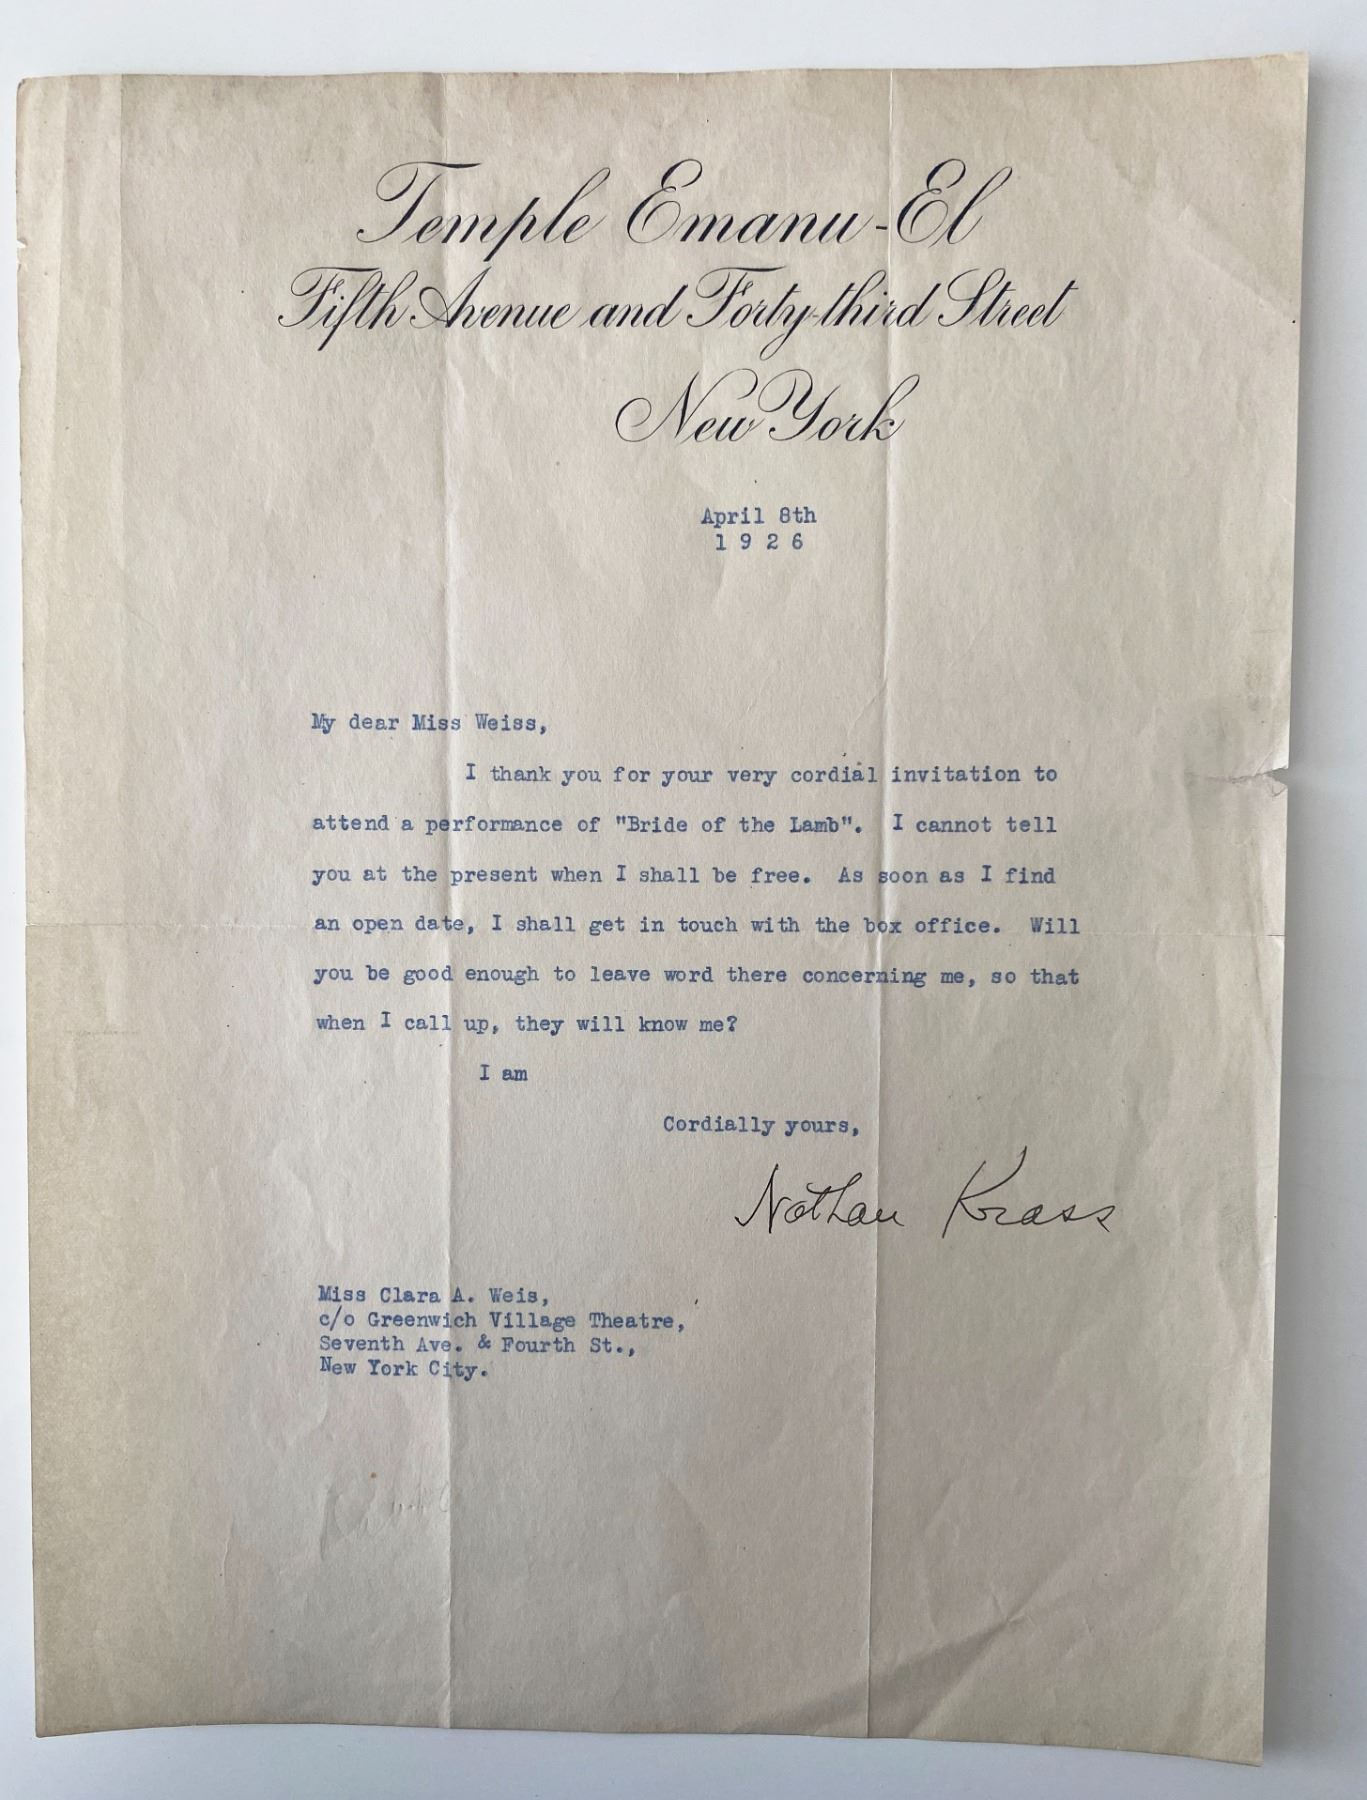 Temple Emanu-El
Fifth Avenue and Forty-third Street
New York
April 8th
1 9 2 6
My dear Miss Weiss,
I thank you for your very cordial invitation to
attend a performance of "Bride of the Lamb". I cannot tell
you at the present when I shall be free. As soon as I find
an open date, I shall get in touch with the box office. Will
you be good enough to leave word there concerning me, so that
when I call up, they will know me?
I am
Cordially yours,
Nathan Krass
Miss Clara A. Weis,
c/o Greenwich Village Theatre,
Seventh Ave. & Fourth St.,
New York City.